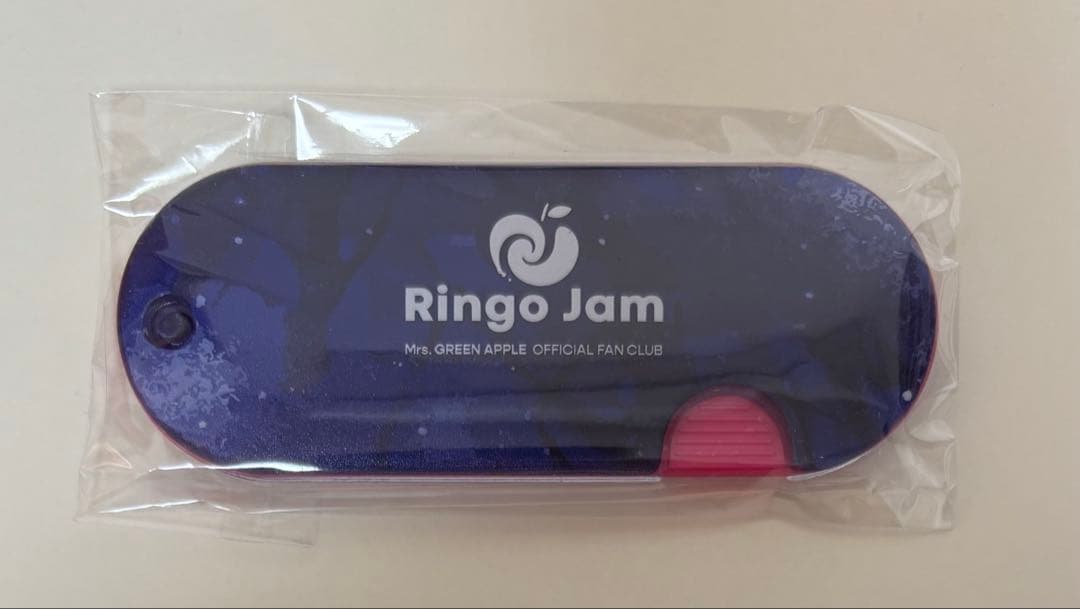 Ringo Jam
Mrs. GREEN APPLE OFFICIAL FAN CLUB